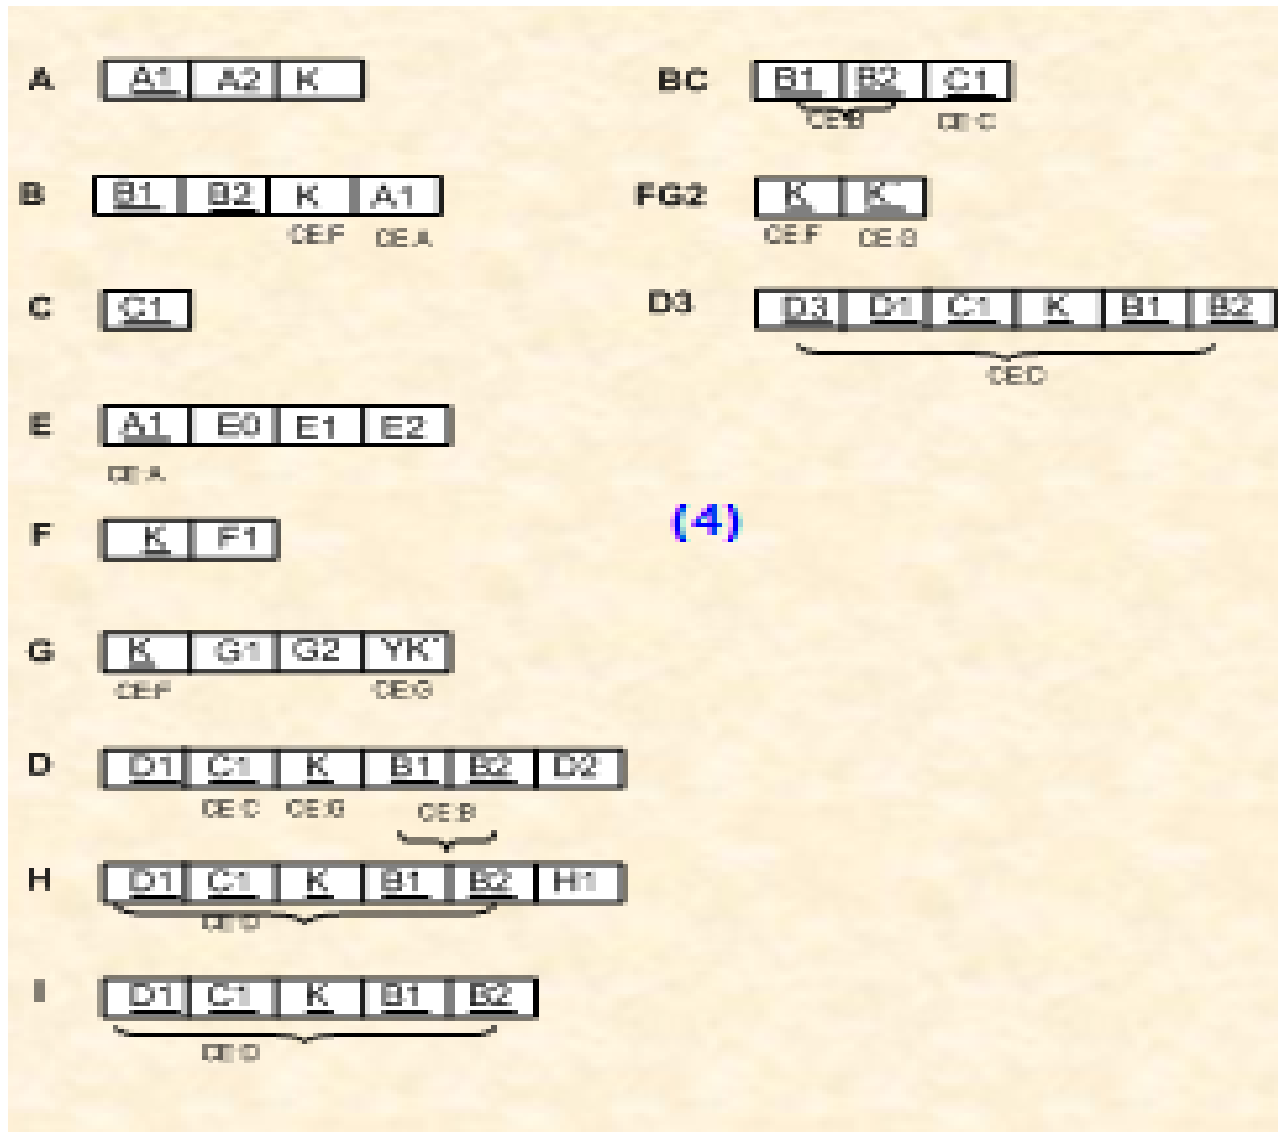 A A1 A2 K
BC B1 B2 C1
CE:B CE:C
B B1 B2 K A1
CE:F CE:A
FG2 K K
CE:F CE:G
C C1
D3 D3 D1 C1 K B1 B2
CE:D
E A1 E0 E1 E2
CE:A
(4)
F K F1
G K G1 G2 YK'
CE:F CE:G
D D1 C1 K B1 B2 D2
CE:C CE:G CE:B
H D1 C1 K B1 B2 H1
CE:D
I D1 C1 K B1 B2
CE:D